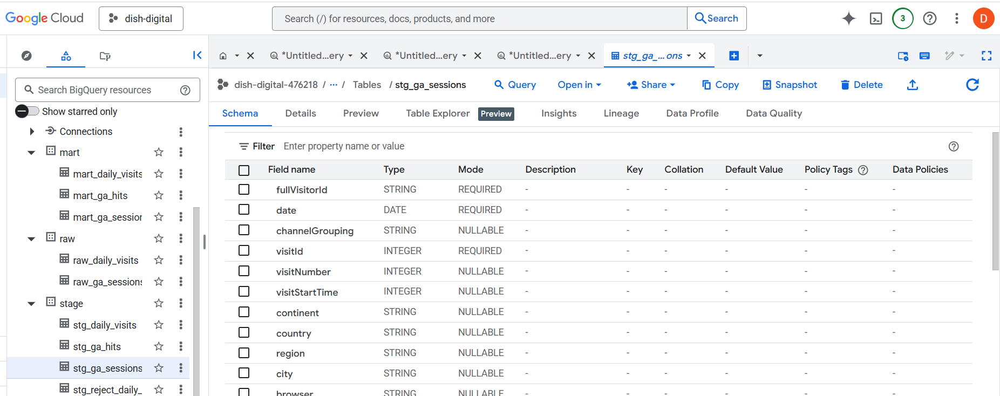 Google Cloud
dish-digital
Search (/) for resources, docs, products, and more
Search
3
D
*Untitled...ery
*Untitled...ery
*Untitled...ery
stg_ga_...ons
Search BigQuery resources
Show starred only
Connections
mart
mart_daily_visits
mart_ga_hits
mart_ga_session
raw
raw_daily_visits
raw_ga_sessions
stage
stg_daily_visits
stg_ga_hits
stg_ga_sessions
stg_reject_daily_
dish-digital-476218 / ... / Tables / stg_ga_sessions
Query
Open in
Share
Copy
Snapshot
Delete
Schema Details Preview Table Explorer Preview Insights Lineage Data Profile Data Quality
Filter Enter property name or value
Field name Type Mode Description Key Collation Default Value Policy Tags Data Policies
fullVisitorId STRING REQUIRED - - - - - -
date DATE REQUIRED - - - - - -
channelGrouping STRING NULLABLE - - - - - -
visitId INTEGER REQUIRED - - - - - -
visitNumber INTEGER NULLABLE - - - - - -
visitStartTime INTEGER NULLABLE - - - - - -
continent STRING NULLABLE - - - - - -
country STRING NULLABLE - - - - - -
region STRING NULLABLE - - - - - -
city STRING NULLABLE - - - - - -
browser STRING NULLABLE - - - - - -